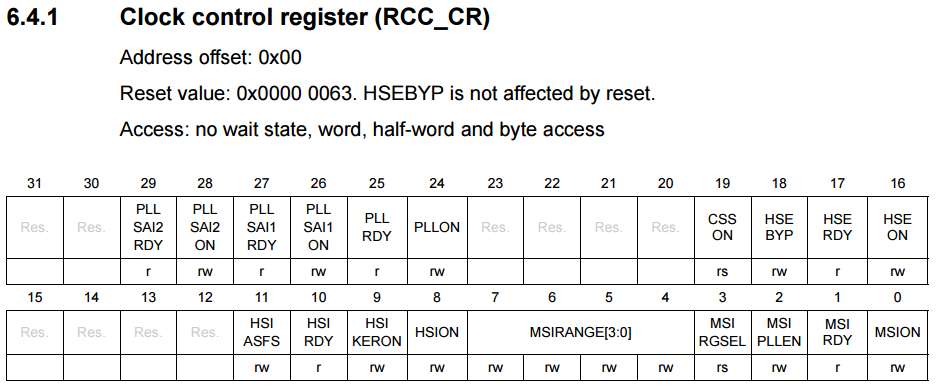 6.4.1 Clock control register (RCC_CR)
Address offset: 0x00
Reset value: 0x0000 0063. HSEBYP is not affected by reset.
Access: no wait state, word, half-word and byte access
31 30 29 28 27 26 25 24 23 22 21 20 19 18 17 16
Res. Res. PLL SAI2 RDY PLL SAI2 ON PLL SAI1 RDY PLL SAI1 ON PLL RDY PLLON Res. Res. Res. Res. CSS ON HSE BYP HSE RDY HSE ON
r rw r rw r rw rs rw r rw
15 14 13 12 11 10 9 8 7 6 5 4 3 2 1 0
Res. Res. Res. Res. HSI ASFS HSI RDY HSI KERON HSION MSIRANGE[3:0] MSI RGSEL MSI PLLEN MSI RDY MSION
rw r rw rw rw rw rw rw rs rw r rw